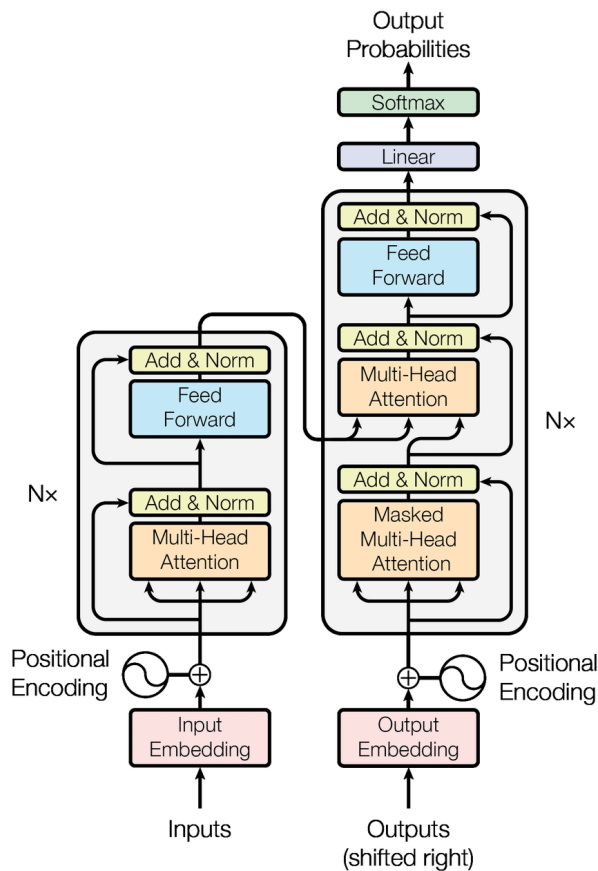 Output
Probabilities
Softmax
Linear
Add & Norm
Feed
Forward
Add & Norm
Multi-Head
Attention
Add & Norm
Masked
Multi-Head
Attention
Nx
Add & Norm
Feed
Forward
Add & Norm
Multi-Head
Attention
Nx
Positional
Encoding
Positional
Encoding
Input
Embedding
Output
Embedding
Inputs
Outputs
(shifted right)